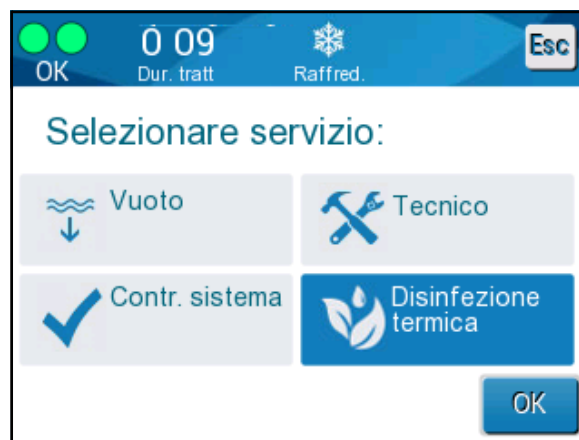 0 09
Esc
OK
Dur. tratt
Raffred.
Selezionare servizio:
Vuoto
Tecnico
Contr. sistema
Disinfezione
termica
OK